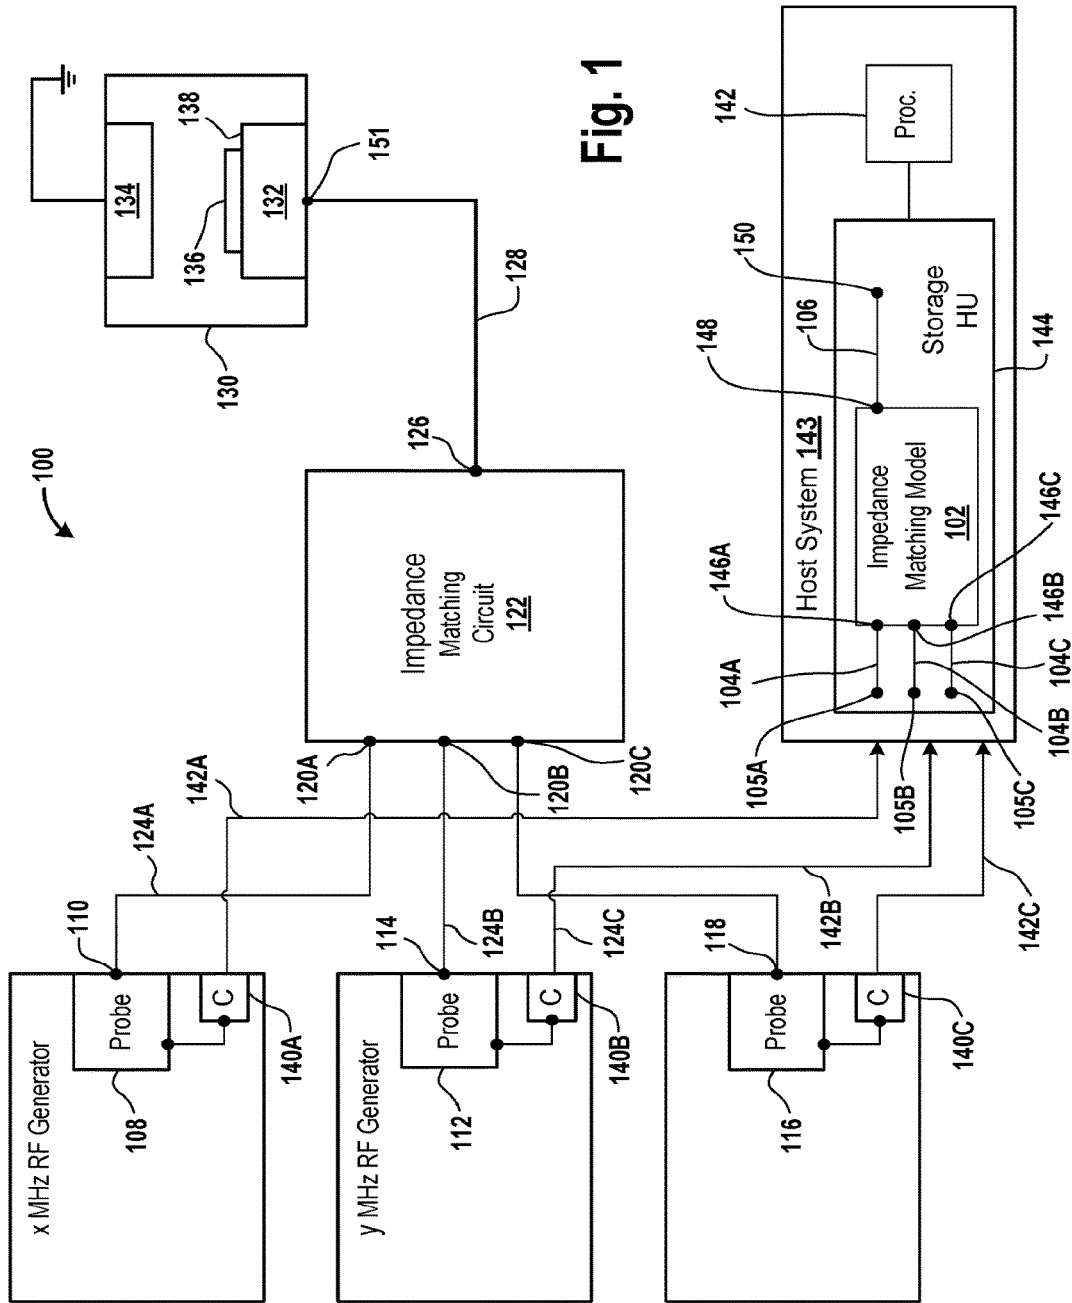 100
Fig. 1
x MHz RF Generator
Probe
108
110
C
140A
124A
142A
y MHz RF Generator
Probe
112
114
C
140B
124B
124C
142B
Probe
116
118
C
140C
142C
120A
120B
120C
Impedance
Matching
Circuit
122
126
128
130
134
136
138
132
151
Host System 143
105A
105B
105C
104A
104B
104C
146A
146B
146C
Impedance
Matching Model
102
148
106
150
Storage
HU
144
Proc.
142